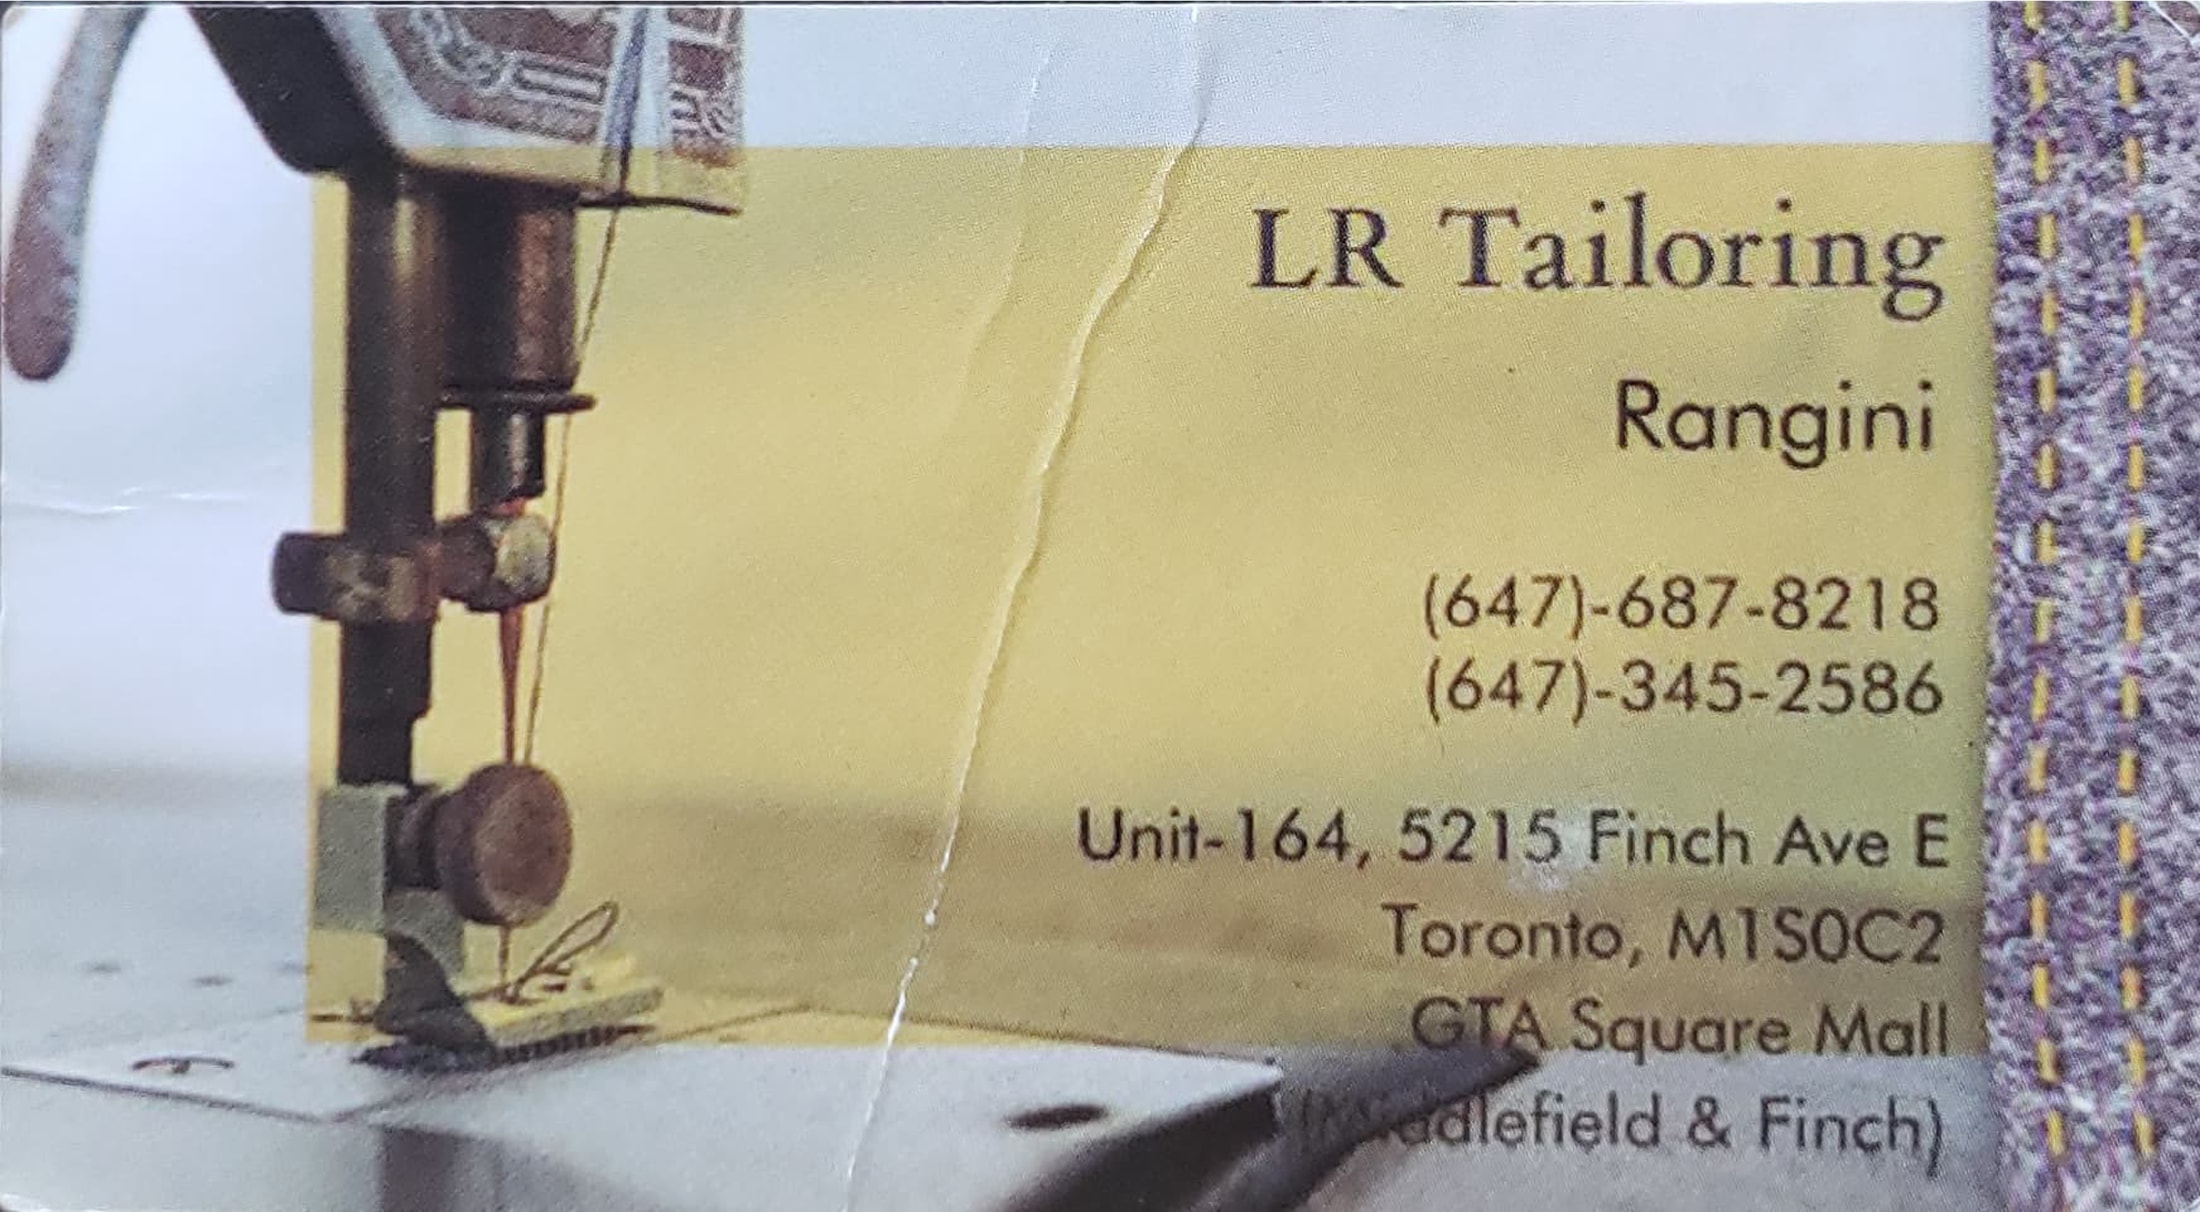 LR Tailoring
Rangini
(647)-687-8218
(647)-345-2586
Unit-164, 5215 Finch Ave E
Toronto, M1S0C2
GTA Square Mall
(Middlefield & Finch)